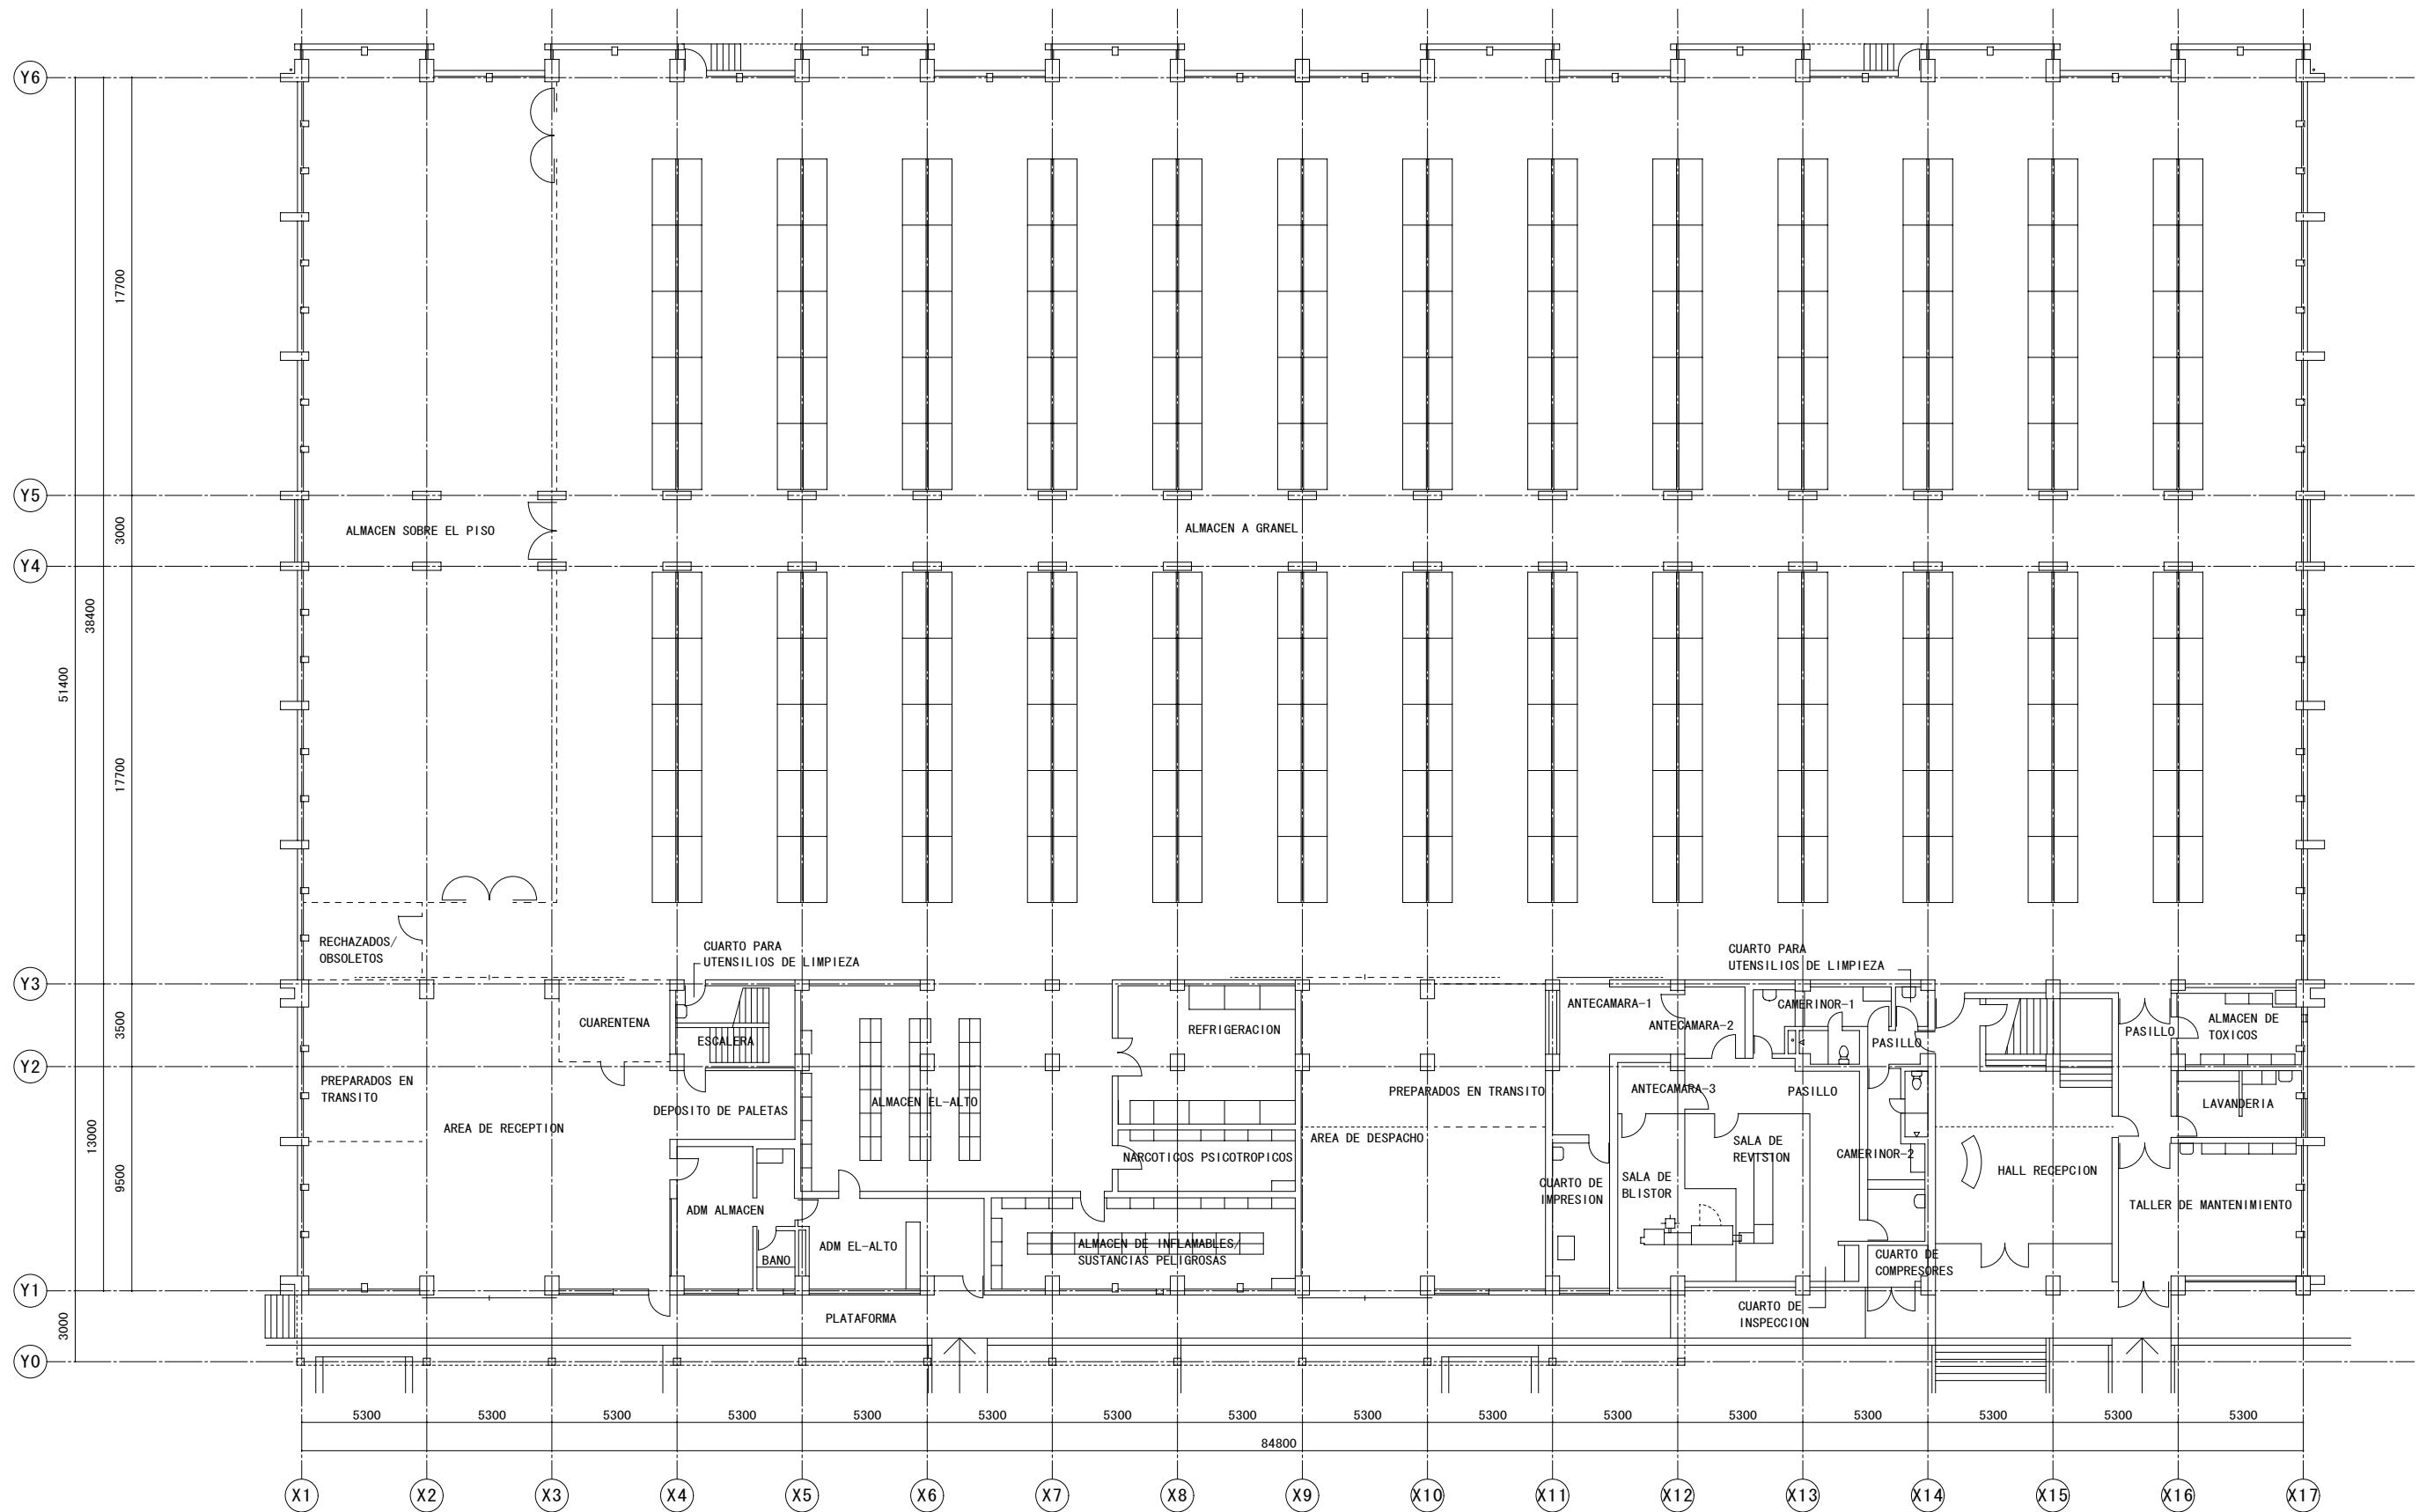 Y6
17700
Y5
ALMACEN SOBRE EL PISO
ALMACEN A GRANEL
3000
Y4
38400
51400
17700
RECHAZADOS/
OBSOLETOS
CUARTO PARA
UTENSILIOS DE LIMPIEZA
CUARTO PARA
UTENSILIOS DE LIMPIEZA
Y3
CUARENTENA
ESCALERA
REFRIGERACION
ANTECAMARA-1
ANTECAMARA-2
CAMERINOR-1
PASILLO
PASILLO
ALMACEN DE
TOXICOS
3500
Y2
PREPARADOS EN
TRANSITO
DEPOSITO DE PALETAS
ALMACEN EL-ALTO
PREPARADOS EN TRANSITO
ANTECAMARA-3
PASILLO
LAVANDERIA
AREA DE RECEPTION
AREA DE DESPACHO
SALA DE
REVISION
13000
9500
NARCOTICOS PSICOTROPICOS
CAMERINOR-2
HALL RECEPCION
CUARTO DE
IMPRESION
SALA DE
BLISTOR
ADM ALMACEN
TALLER DE MANTENIMIENTO
ADM EL-ALTO
BANO
ALMACEN DE INFLAMABLES/
SUSTANCIAS PELIGROSAS
CUARTO DE
COMPRESORES
Y1
PLATAFORMA
CUARTO DE
INSPECCION
3000
Y0
5300 5300 5300 5300 5300 5300 5300 5300 5300 5300 5300 5300 5300 5300 5300 5300
84800
X1 X2 X3 X4 X5 X6 X7 X8 X9 X10 X11 X12 X13 X14 X15 X16 X17